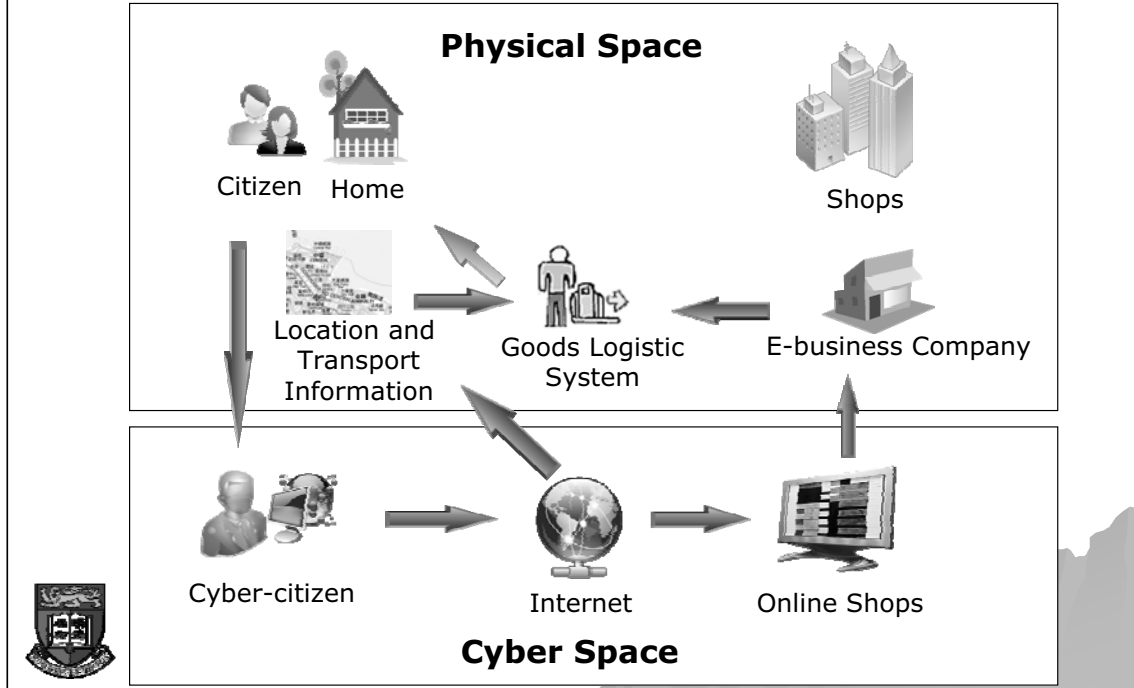 Physical Space
Citizen
Home
Shops
Location and
Transport
Information
Goods Logistic
System
E-business Company
Cyber-citizen
Internet
Online Shops
Cyber Space